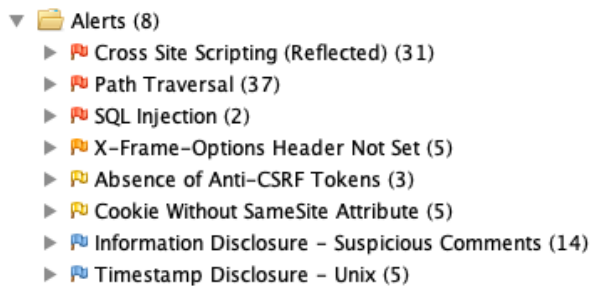 Alerts (8)
Cross Site Scripting (Reflected) (31)
Path Traversal (37)
SQL Injection (2)
X-Frame-Options Header Not Set (5)
Absence of Anti-CSRF Tokens (3)
Cookie Without SameSite Attribute (5)
Information Disclosure - Suspicious Comments (14)
Timestamp Disclosure - Unix (5)